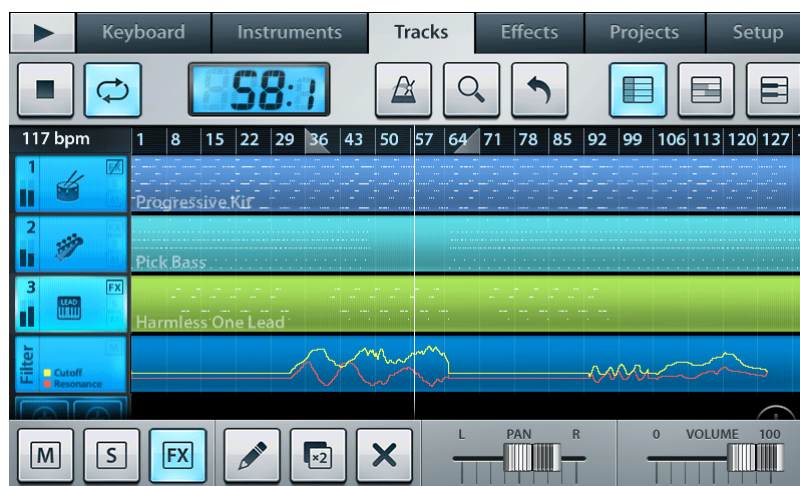 Keyboard Instruments Tracks Effects Projects Setup
58:1
117 bpm 1 8 15 22 29 36 43 50 57 64 71 78 85 92 99 106 113 120 127
1
Progressive Kit
2
Pick Bass
3 FX
LEAD
Harmless One Lead
Filter
Cutoff
Resonance
L PAN R 0 VOLUME 100
M S FX x2